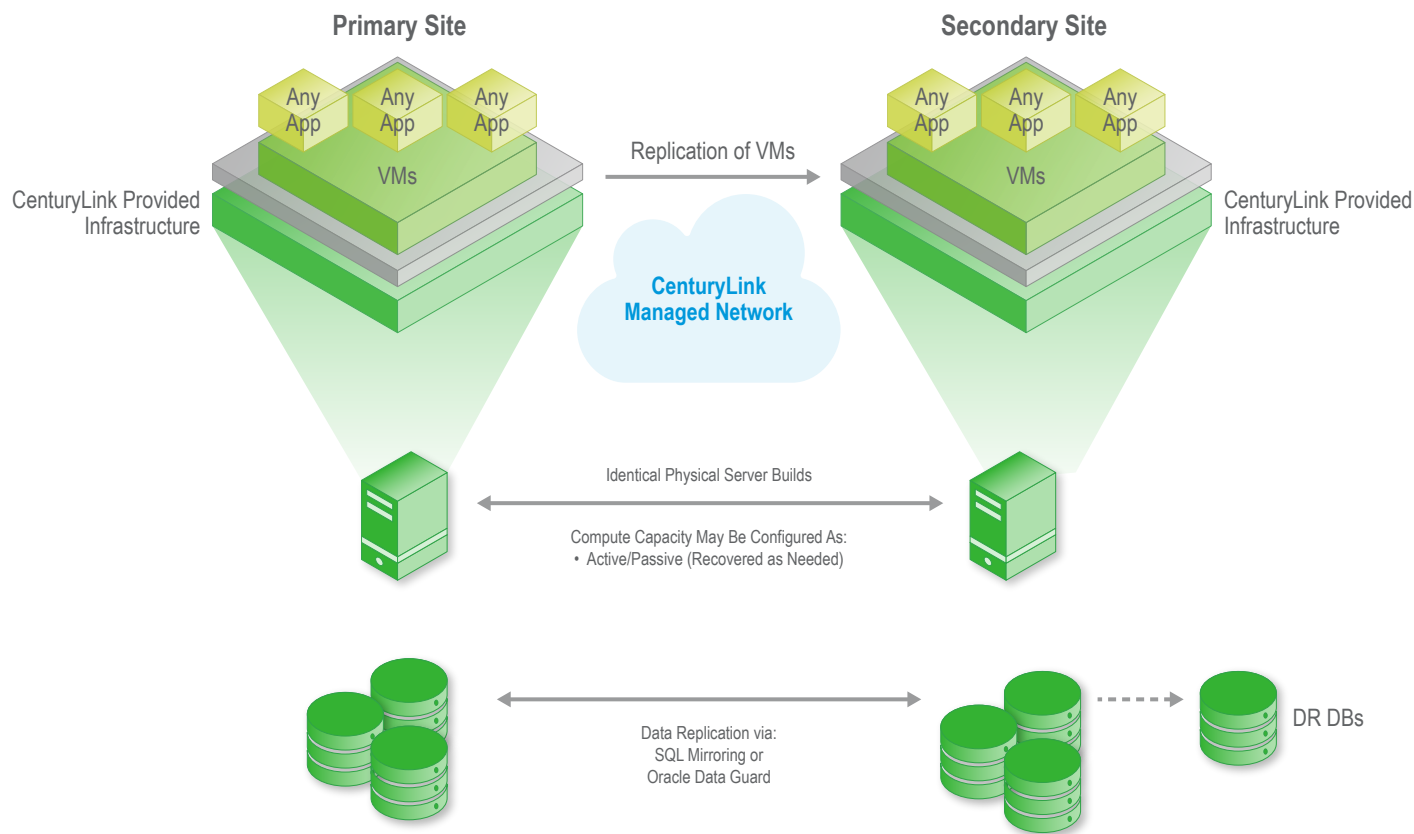 Primary Site
Secondary Site
Any
App
Any
App
Any
App
VMs
Any
App
Any
App
Any
App
VMs
Replication of VMs
CenturyLink Provided
Infrastructure
CenturyLink Provided
Infrastructure
CenturyLink
Managed Network
Identical Physical Server Builds
Compute Capacity May Be Configured As:
• Active/Passive (Recovered as Needed)
DR DBs
Data Replication via:
SQL Mirroring or
Oracle Data Guard